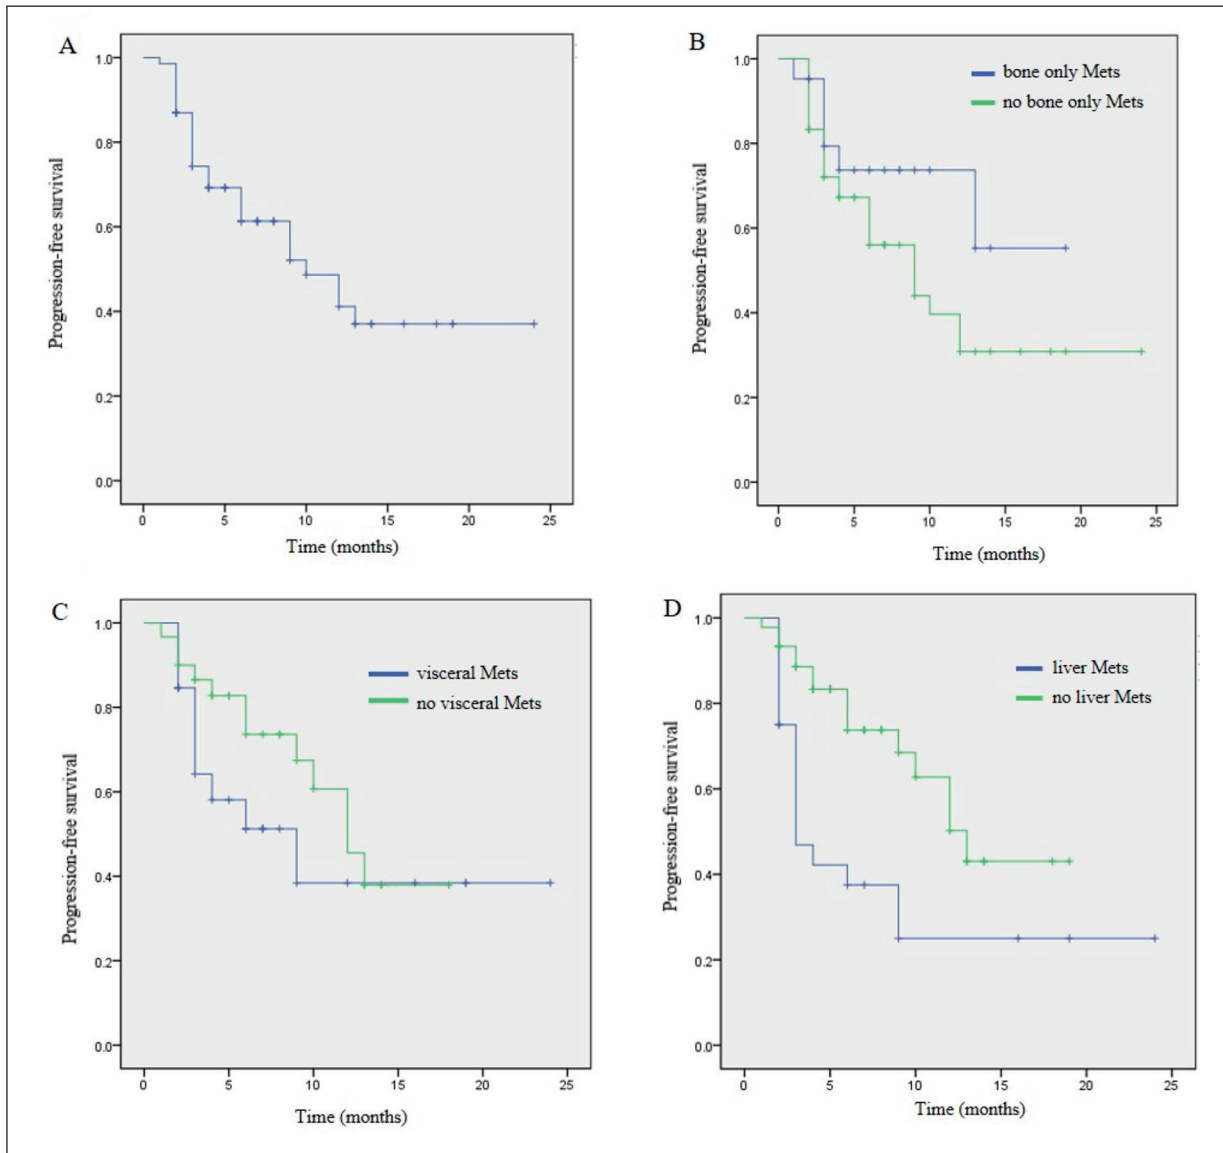 A
Progression-free survival
1.0
0.8
0.6
0.4
0.2
0.0
0 5 10 15 20 25
Time (months)
B
bone only Mets
no bone only Mets
Progression-free survival
1.0
0.8
0.6
0.4
0.2
0.0
0 5 10 15 20 25
Time (months)
C
visceral Mets
no visceral Mets
Progression-free survival
1.0
0.8
0.6
0.4
0.2
0.0
0 5 10 15 20 25
Time (months)
D
liver Mets
no liver Mets
Progression-free survival
1.0
0.8
0.6
0.4
0.2
0.0
0 5 10 15 20 25
Time (months)